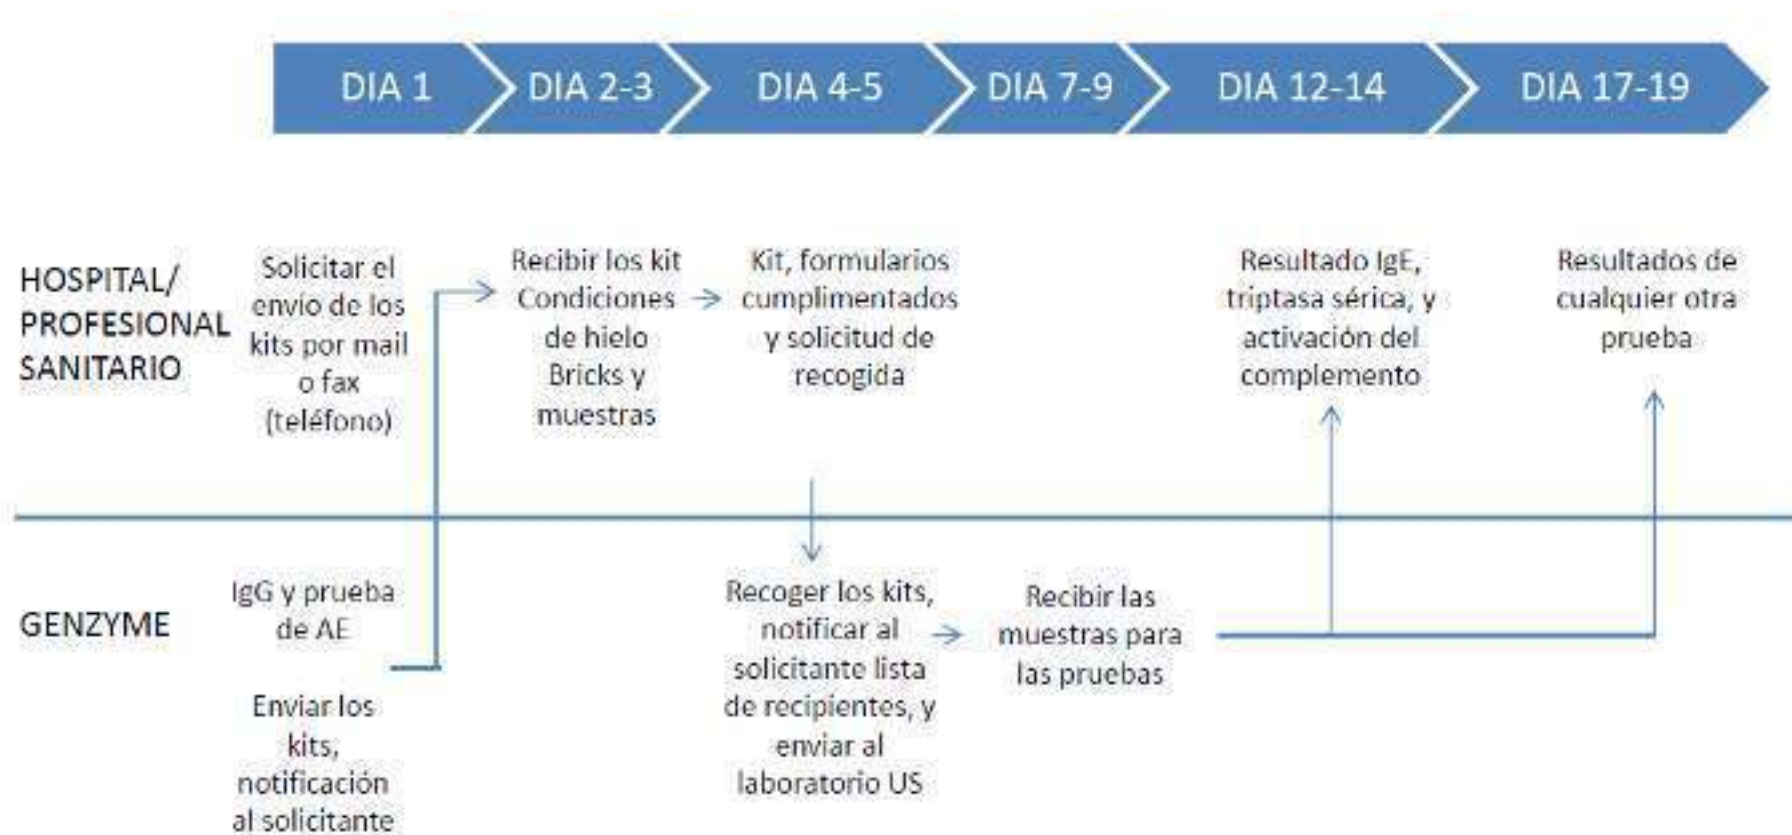 DIA 1
DIA 2-3
DIA 4-5
DIA 7-9
DIA 12-14
DIA 17-19
HOSPITAL/
PROFESIONAL
SANITARIO
Solicitar el
envío de los
kits por mail
o fax
(teléfono)
Recibir los kit
Condiciones
de hielo
Bricks y
muestras
Kit, formularios
cumplimentados
y solicitud de
recogida
Resultado IgE,
triptasa sérica, y
activación del
complemento
Resultados de
cualquier otra
prueba
GENZYME
IgG y prueba
de AE
Enviar los
kits,
notificación
al solicitante
Recoger los kits,
notificar al
solicitante lista
de recipientes, y
enviar al
laboratorio US
Recibir las
muestras para
las pruebas